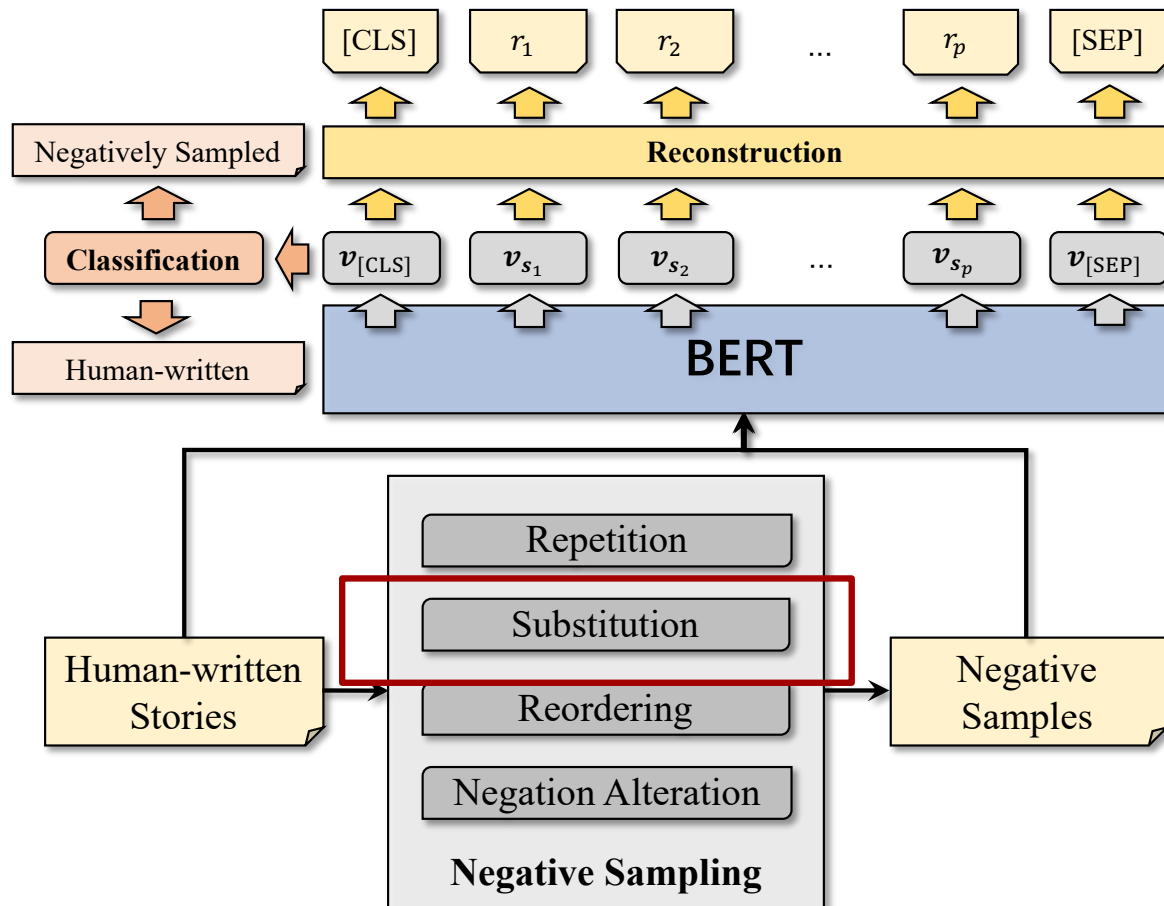 [CLS] r₁ r₂ ... rₚ [SEP]
Negatively Sampled
Reconstruction
Classification
v[CLS] vₛ₁ vₛ₂ ... vₛₚ v[SEP]
Human-written
BERT
Repetition
Substitution
Human-written
Stories
Reordering
Negative
Samples
Negation Alteration
Negative Sampling